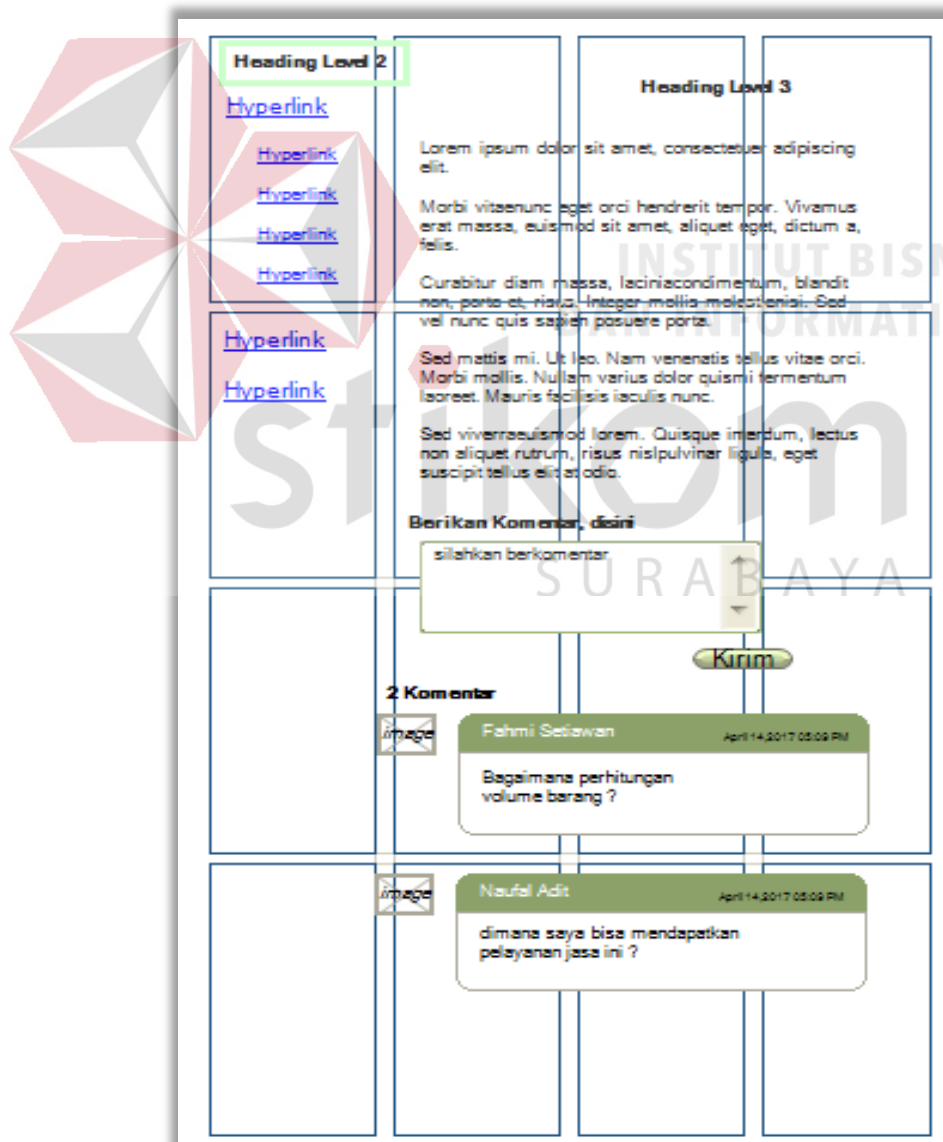 Heading Level 2
Hyperlink
Hyperlink
Hyperlink
Hyperlink
Hyperlink
Hyperlink
Hyperlink
Heading Level 3
Lorem ipsum dolor sit amet, consectetuer adipiscing
elit.
Morbi vitaenunc eget orci hendrerit tempor. Vivamus
erat massa, euismod sit amet, aliquet eget, dictum a,
felis.
Curabitur diam massa, laciniacondimentum, blandit
non, porta et, risus. Integer mollis molestienisi. Sed
vel nunc quis sapien posuere porta.
Sed mattis mi. Ut leo. Nam venenatis tellus vitae orci.
Morbi mollis. Nullam varius dolor quismi fermentum
laoreet. Mauris facilisis iaculis nunc.
Sed viverraeuismod lorem. Quisque interdum, lectus
non aliquet rutrum, risus nislpulvinar ligula, eget
suscipit tellus elit at odio.
Berikan Komentar, disini
silahkan berkomentar
Kirim
2 Komentar
image
Fahmi Setiawan
April 14,2017 05:09 PM
Bagaimana perhitungan
volume barang ?
image
Naufal Adit
April 14,2017 05:09 PM
dimana saya bisa mendapatkan
pelayanan jasa ini ?
INSTITUT BISN
DAN INFORMAT
stikom
SURABAYA